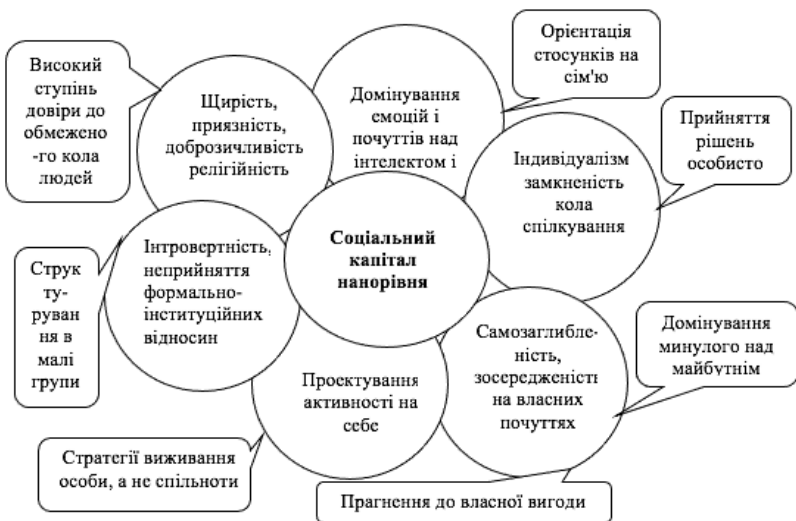 Високий
ступінь
довіри до
обмежено
-го кола
людей
Щирість,
приязність,
доброзичливість
релігійність
Домінування
емоцій і
почуттів над
інтелектом і
Орієнтація
стосунків на
сім'ю
Індивідуалізм
замкненість
кола
спілкування
Прийняття
рішень
особисто
Соціальний
капітал
нанорівня
Інтровертність,
неприйняття
формально-
інституційних
відносин
Струк
ту-
руван
ня в
малі
групи
Самозаглибле-
ність,
зосередженість
на власних
почуттях
Домінування
минулого над
майбутнім
Проектування
активності на
себе
Стратегії виживання
особи, а не спільноти
Прагнення до власної вигоди